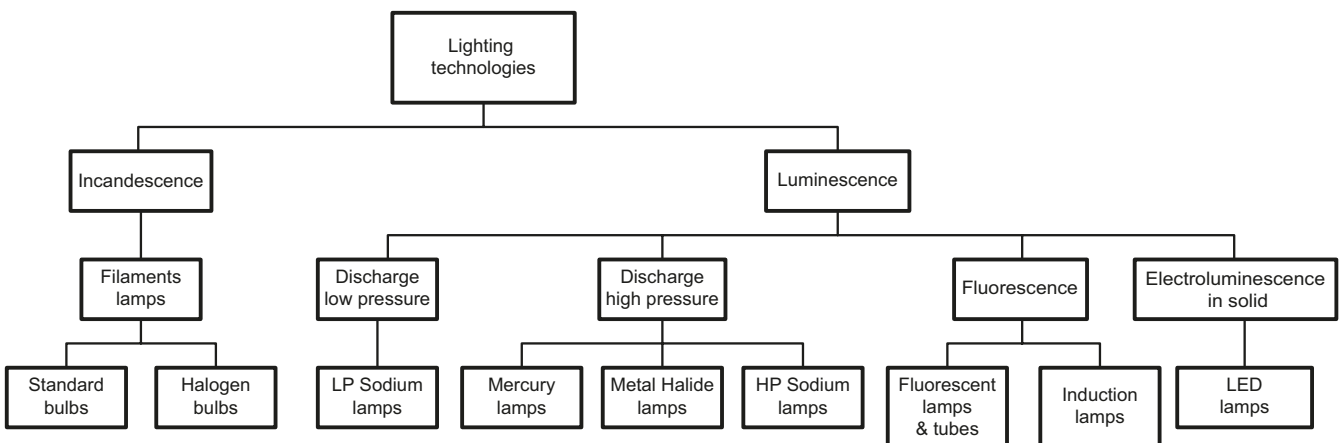 Lighting
technologies
Incandescence
Luminescence
Filaments
lamps
Discharge
low pressure
Discharge
high pressure
Fluorescence
Electroluminescence
in solid
Standard
bulbs
Halogen
bulbs
LP Sodium
lamps
Mercury
lamps
Metal Halide
lamps
HP Sodium
lamps
Fluorescent
lamps
& tubes
Induction
lamps
LED
lamps